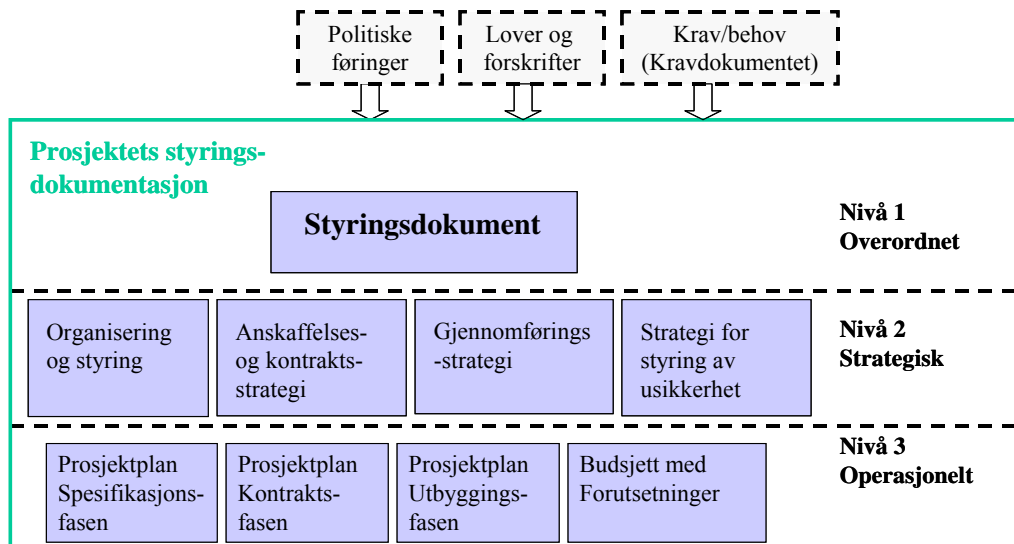 Politiske
føringer
Lover og
forskrifter
Krav/behov
(Kravdokumentet)
Prosjektets styrings-
dokumentasjon
Styringsdokument
Nivå 1
Overordnet
Organisering
og styring
Anskaffelses-
og kontrakts-
strategi
Gjennomførings
-strategi
Strategi for
styring av
usikkerhet
Nivå 2
Strategisk
Prosjektplan
Spesifikasjons-
fasen
Prosjektplan
Kontrakts-
fasen
Prosjektplan
Utbyggings-
fasen
Budsjett med
Forutsetninger
Nivå 3
Operasjonelt